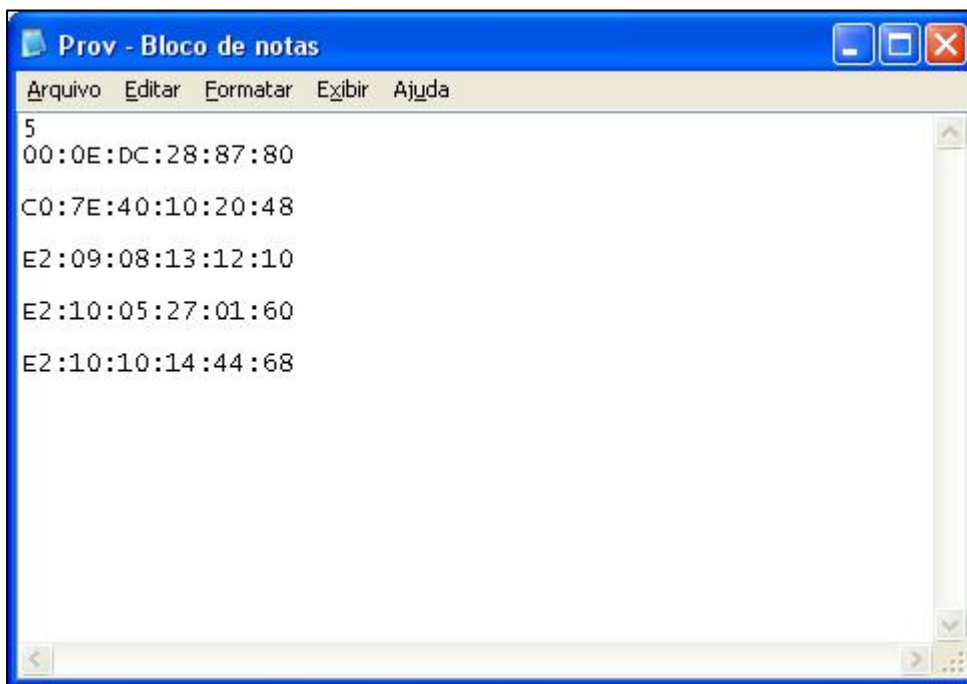 Prov - Bloco de notas
Arquivo Editar Formatar Exibir Ajuda
5
00:0E:DC:28:87:80
C0:7E:40:10:20:48
E2:09:08:13:12:10
E2:10:05:27:01:60
E2:10:10:14:44:68